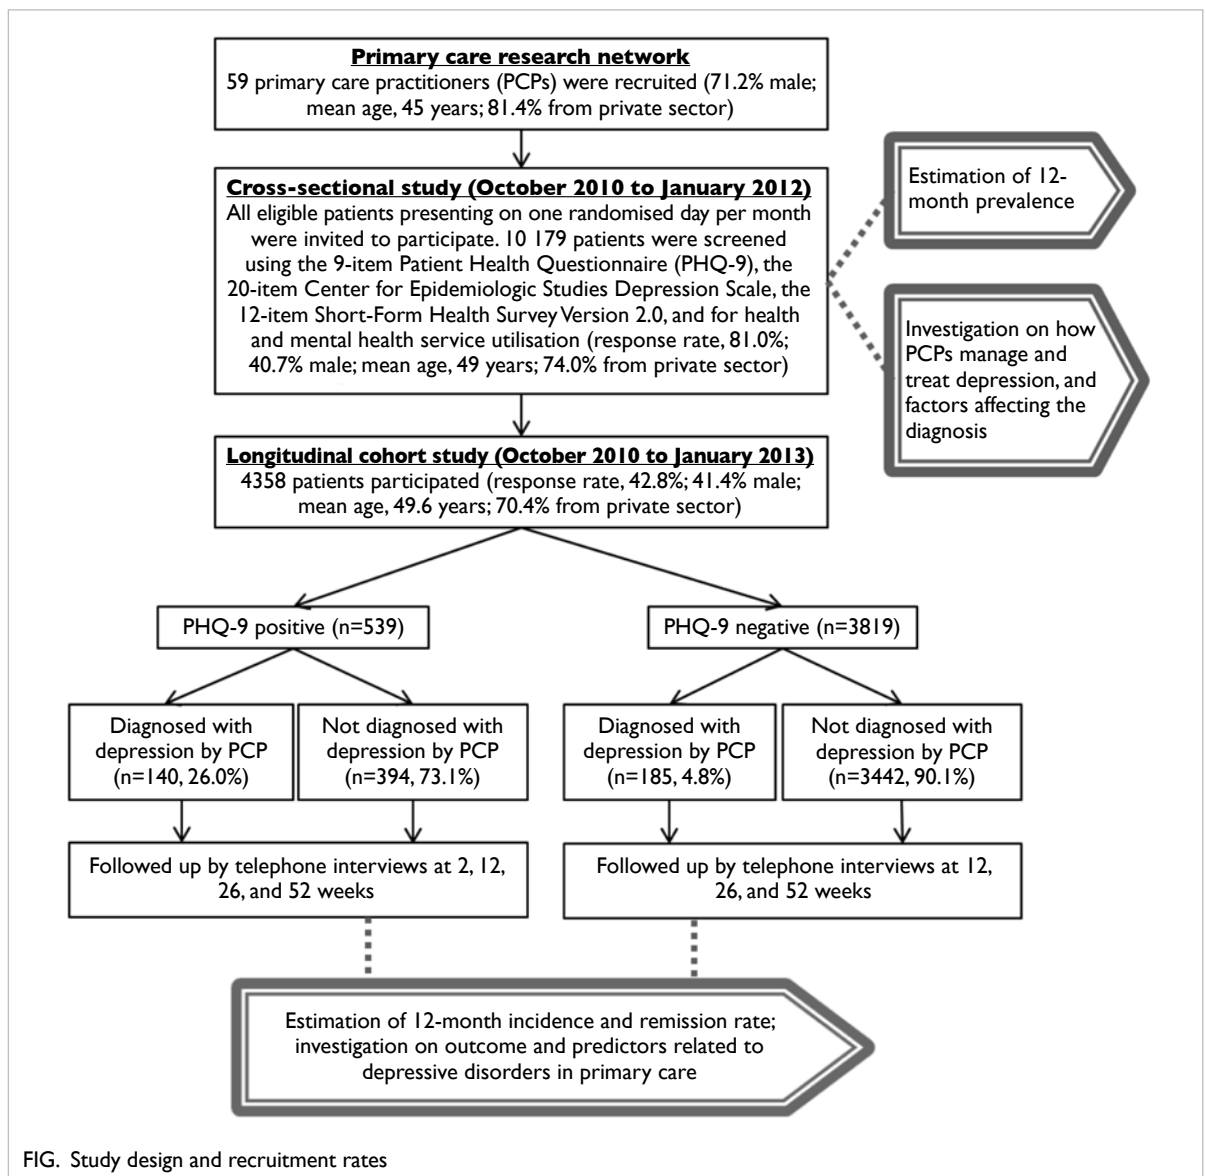 Primary care research network
59 primary care practitioners (PCPs) were recruited (71.2% male;
mean age, 45 years; 81.4% from private sector)
Cross-sectional study (October 2010 to January 2012)
All eligible patients presenting on one randomised day per month
were invited to participate. 10 179 patients were screened
using the 9-item Patient Health Questionnaire (PHQ-9), the
20-item Center for Epidemiologic Studies Depression Scale, the
12-item Short-Form Health Survey Version 2.0, and for health
and mental health service utilisation (response rate, 81.0%;
40.7% male; mean age, 49 years; 74.0% from private sector)
Estimation of 12-
month prevalence
Investigation on how
PCPs manage and
treat depression, and
factors affecting the
diagnosis
Longitudinal cohort study (October 2010 to January 2013)
4358 patients participated (response rate, 42.8%; 41.4% male;
mean age, 49.6 years; 70.4% from private sector)
PHQ-9 positive (n=539)
PHQ-9 negative (n=3819)
Diagnosed with
depression by PCP
(n=140, 26.0%)
Not diagnosed with
depression by PCP
(n=394, 73.1%)
Diagnosed with
depression by PCP
(n=185, 4.8%)
Not diagnosed with
depression by PCP
(n=3442, 90.1%)
Followed up by telephone interviews at 2, 12,
26, and 52 weeks
Followed up by telephone interviews at 12,
26, and 52 weeks
Estimation of 12-month incidence and remission rate;
investigation on outcome and predictors related to
depressive disorders in primary care
FIG. Study design and recruitment rates